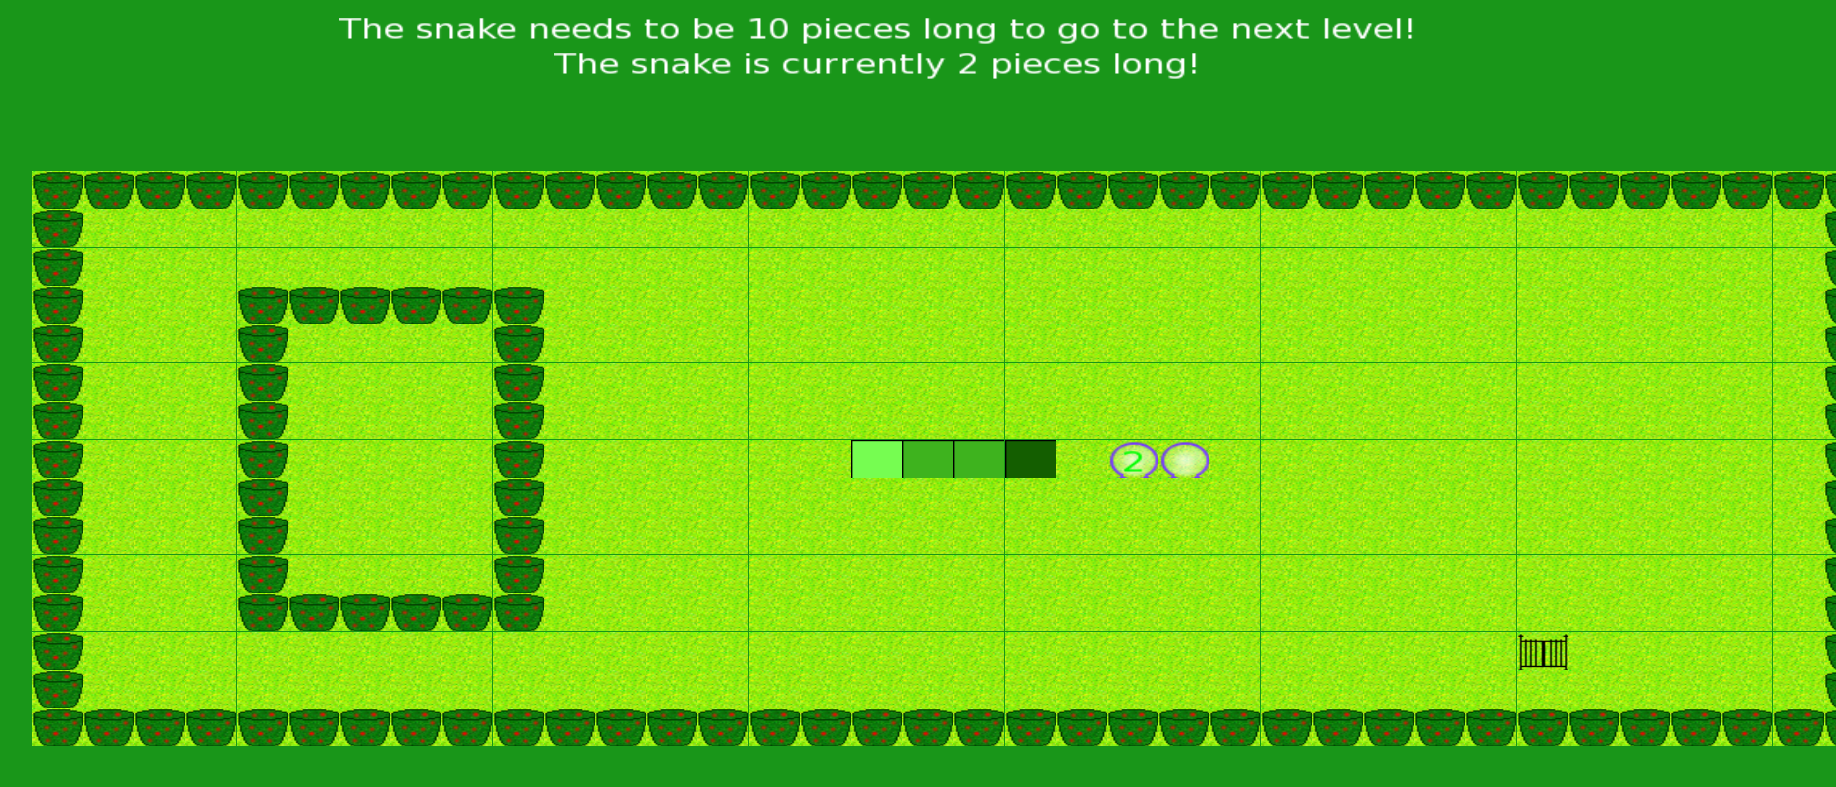 The snake needs to be 10 pieces long to go to the next level!
The snake is currently 2 pieces long!
2